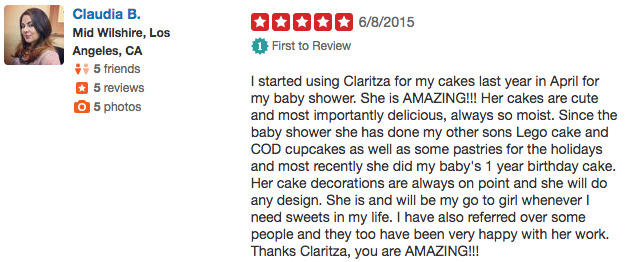 Claudia B.
Mid Wilshire, Los
Angeles, CA
5 friends
5 reviews
5 photos
6/8/2015
1 First to Review
I started using Claritza for my cakes last year in April for
my baby shower. She is AMAZING!!! Her cakes are cute
and most importantly delicious, always so moist. Since the
baby shower she has done my other sons Lego cake and
COD cupcakes as well as some pastries for the holidays
and most recently she did my baby's 1 year birthday cake.
Her cake decorations are always on point and she will do
any design. She is and will be my go to girl whenever I
need sweets in my life. I have also referred over some
people and they too have been very happy with her work.
Thanks Claritza, you are AMAZING!!!